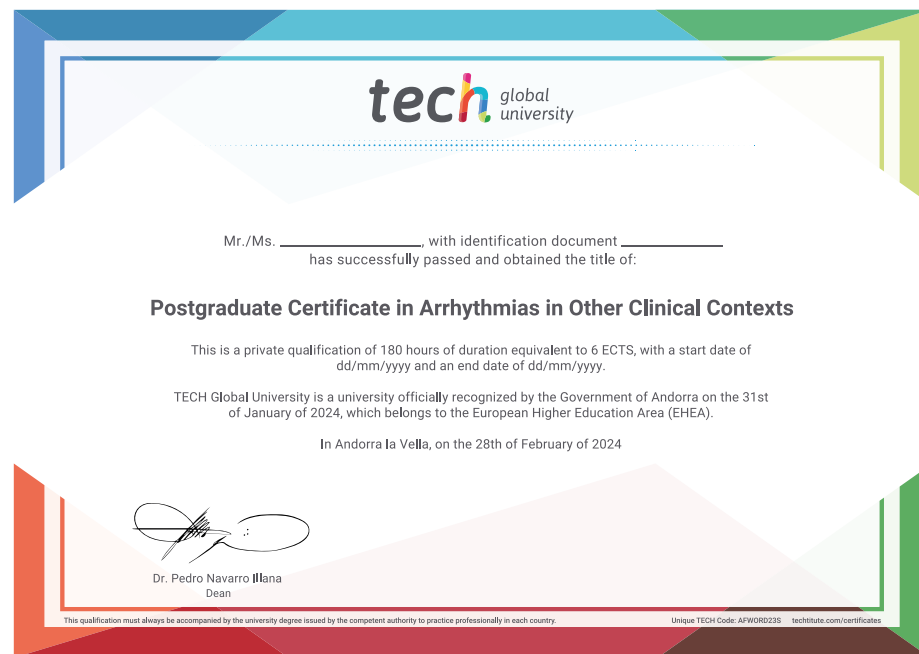 tech global university
Mr./Ms. ____________, with identification document ____________
has successfully passed and obtained the title of:
Postgraduate Certificate in Arrhythmias in Other Clinical Contexts
This is a private qualification of 180 hours of duration equivalent to 6 ECTS, with a start date of
dd/mm/yyyy and an end date of dd/mm/yyyy.
TECH Global University is a university officially recognized by the Government of Andorra on the 31st
of January of 2024, which belongs to the European Higher Education Area (EHEA).
In Andorra la Vella, on the 28th of February of 2024
Dr. Pedro Navarro Illana
Dean
This qualification must always be accompanied by the university degree issued by the competent authority to practice professionally in each country.
Unique TECH Code: AFWORD23S techtitute.com/certificates